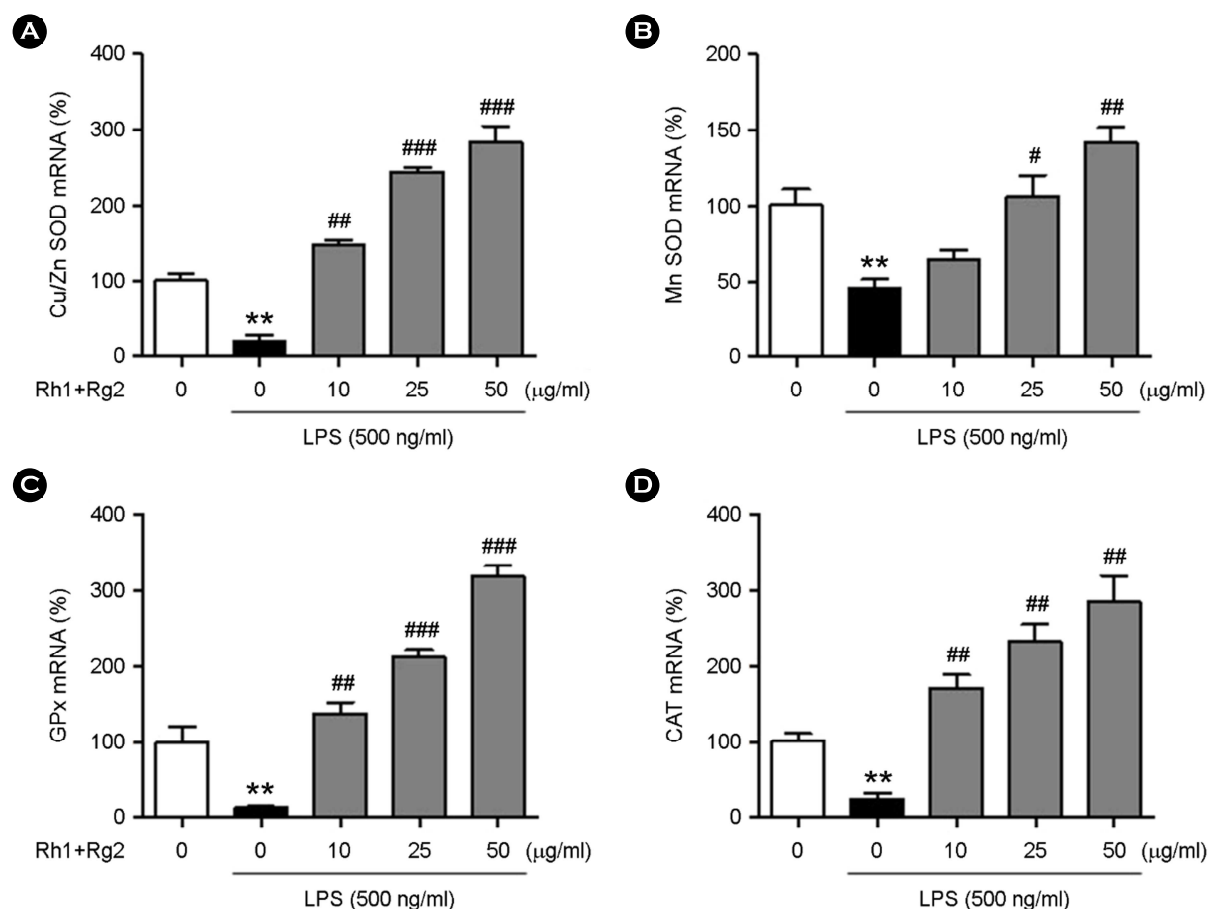 A
Cu/Zn SOD mRNA (%)
400
300
200
100
0
**
##
###
###
Rh1+Rg2 0 0 10 25 50 (μg/ml)
LPS (500 ng/ml)
B
Mn SOD mRNA (%)
200
150
100
50
0
**
#
##
0 0 10 25 50 (μg/ml)
LPS (500 ng/ml)
C
GPx mRNA (%)
400
300
200
100
0
**
##
###
###
Rh1+Rg2 0 0 10 25 50 (μg/ml)
LPS (500 ng/ml)
D
CAT mRNA (%)
400
300
200
100
0
**
##
##
##
0 0 10 25 50 (μg/ml)
LPS (500 ng/ml)